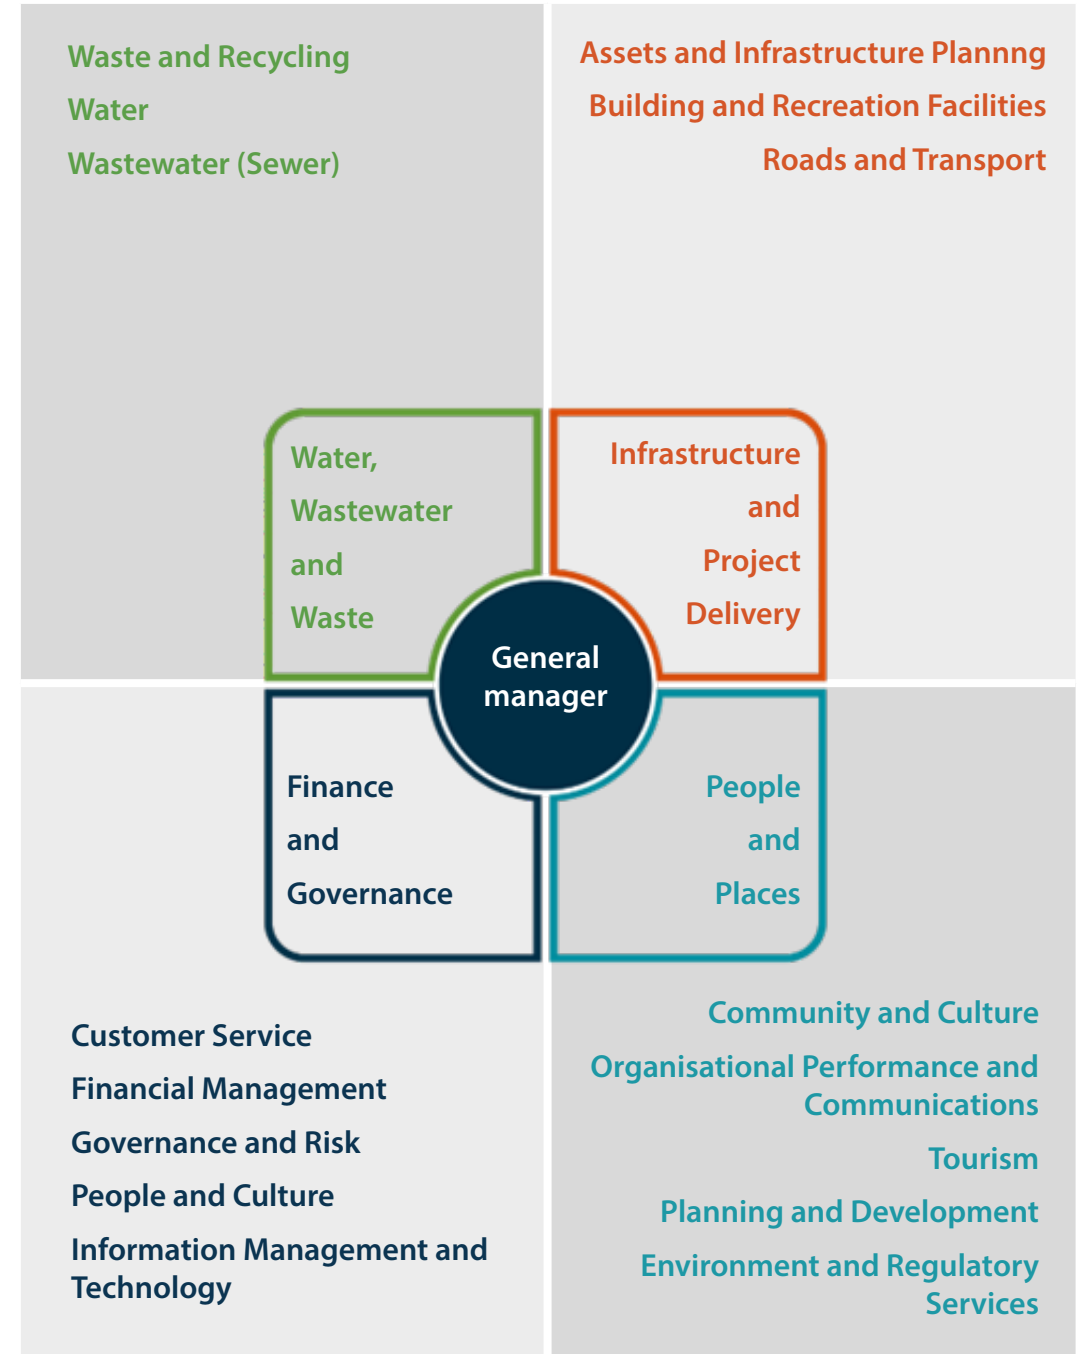 Waste and Recycling
Water
Wastewater (Sewer)
Assets and Infrastructure Plannng
Building and Recreation Facilities
Roads and Transport
Water,
Wastewater
and
Waste
Infrastructure
and
Project
Delivery
General
manager
Finance
and
Governance
People
and
Places
Customer Service
Financial Management
Governance and Risk
People and Culture
Information Management and
Technology
Community and Culture
Organisational Performance and
Communications
Tourism
Planning and Development
Environment and Regulatory
Services